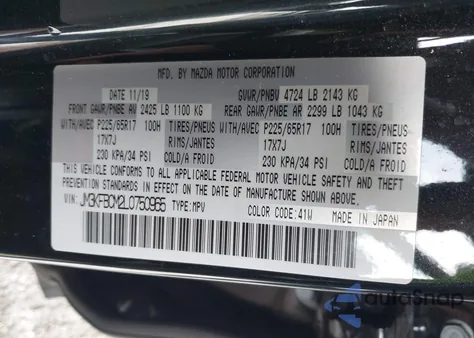 MFD. BY MAZDA MOTOR CORPORATION
DATE 11/19 GVWR/PNBV 4724 LB 2143 KG
FRONT GAWR/PNBE AV 2425 LB 1100 KG REAR GAWR/PNBE AR 2299 LB 1043 KG
WITH/AVEC P225/65R17 100H TIRES/PNEUS WITH/AVEC P225/65R17 100H TIRES/PNEUS
17X7J RIMS/JANTES 17X7J RIMS/JANTES
230 KPA/34 PSI COLD/A FROID 230 KPA/34 PSI COLD/A FROID
THIS VEHICLE CONFORMS TO ALL APPLICABLE FEDERAL MOTOR VEHICLE SAFETY, BUMPER, AND
THEFT PREVENTION STANDARDS IN EFFECT ON THE DATE OF MANUFACTURE SHOWN ABOVE.
VIN: JM3KFBCM2L0750965 TYPE:MPV COLOR CODE:41W MADE IN JAPAN
autoSnap